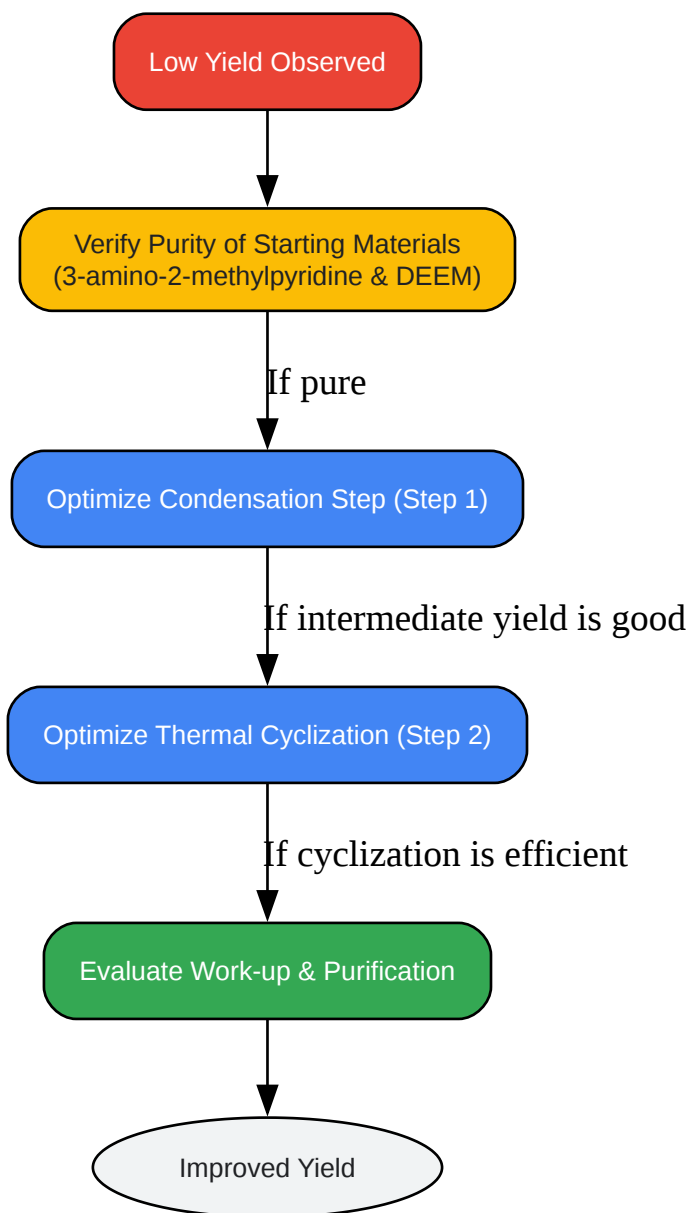 Low Yield Observed
Verify Purity of Starting Materials
(3-amino-2-methylpyridine & DEEM)
If pure
Optimize Condensation Step (Step 1)
If intermediate yield is good
Optimize Thermal Cyclization (Step 2)
If cyclization is efficient
Evaluate Work-up & Purification
Improved Yield